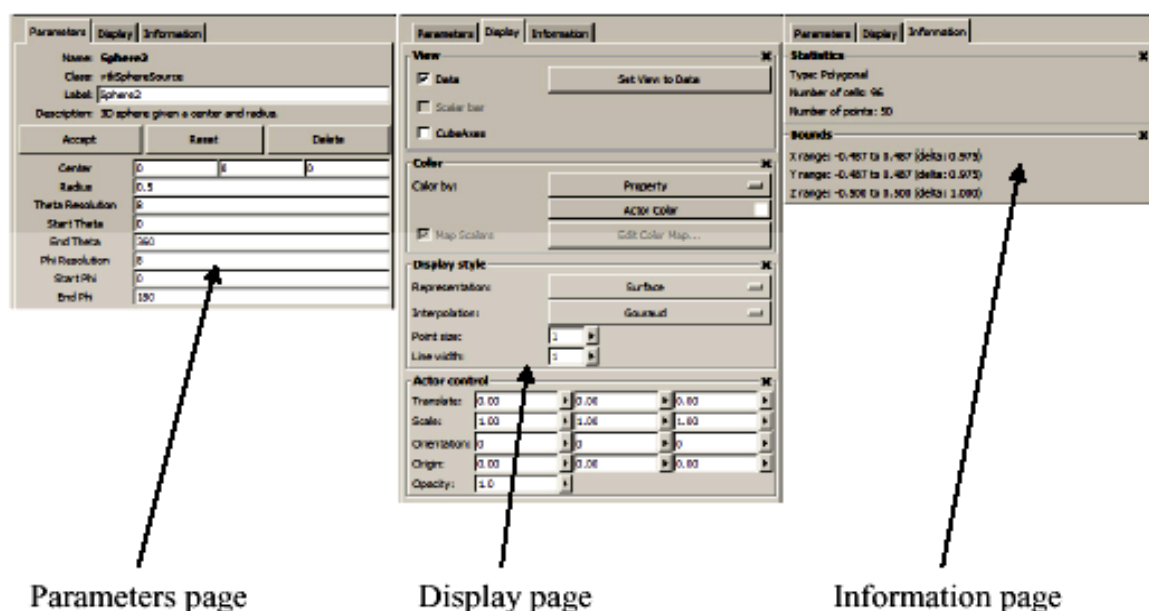 Parameters Display Information
Name: Sphere2
Class: vtkSphereSource
Label: Sphere2
Description: 3D sphere given a center and radius.
Accept Reset Delete
Center 0 0 0
Radius 0.5
Theta Resolution 8
Start Theta 0
End Theta 360
Phi Resolution 8
Start Phi 0
End Phi 180
Parameters page
Parameters Display Information
View
Data Set View to Data
Scalar bar
CubeAxes
Color
Color by: Property
Actor Color
Map Scalars Edit Color Map...
Display style
Representation: Surface
Interpolation: Gouraud
Point size: 1
Line width: 1
Actor control
Translate: 0.00 0.00 0.00
Scale: 1.00 1.00 1.00
Orientation: 0 0 0
Origin: 0.00 0.00 0.00
Opacity: 1.0
Display page
Parameters Display Information
Statistics
Type: Polygonal
Number of cells: 96
Number of points: 50
Bounds
X range: -0.487 to 0.487 (delta: 0.975)
Y range: -0.487 to 0.487 (delta: 0.975)
Z range: -0.500 to 0.500 (delta: 1.000)
Information page